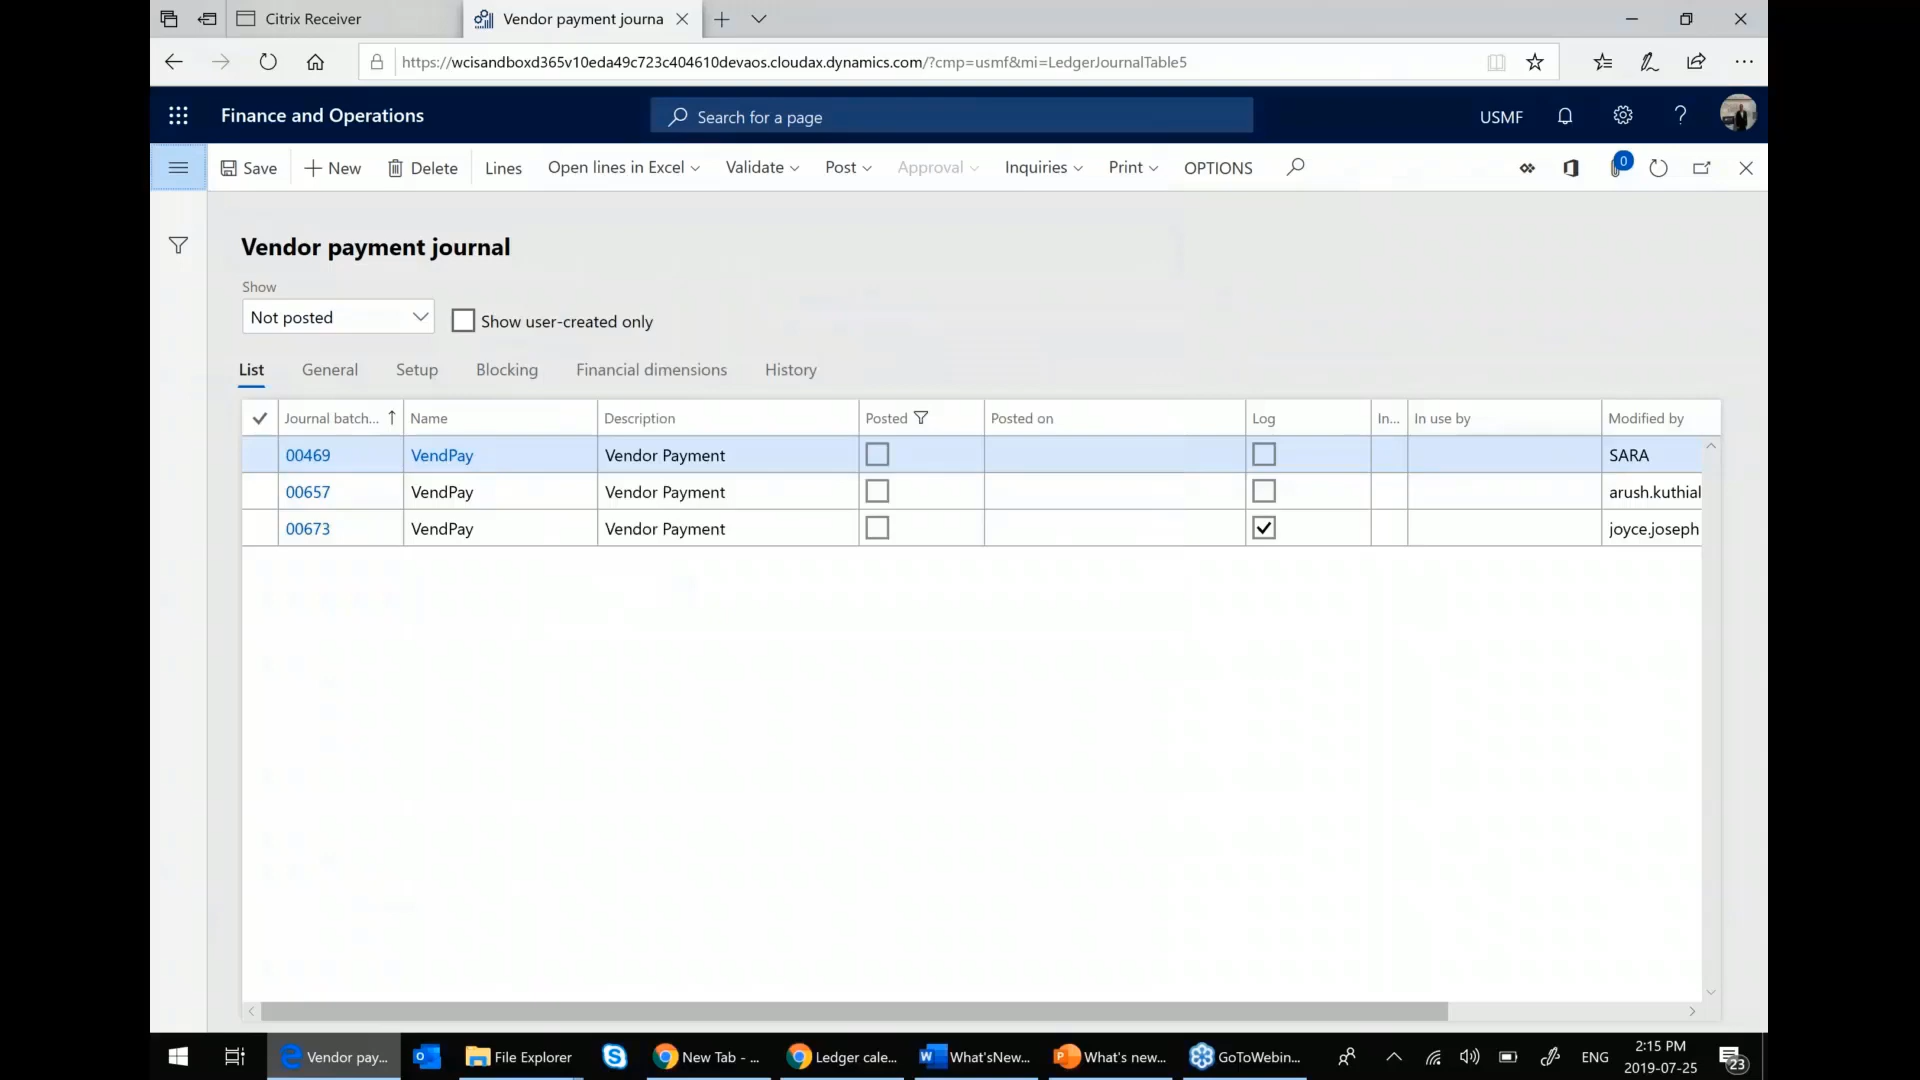 Citrix Receiver
Vendor payment journa
https://wcisandboxd365v10eda49c723c404610devaos.cloudax.dynamics.com/?cmp=usmf&mi=LedgerJournalTable5
Finance and Operations
Search for a page
USMF
Save New Delete Lines Open lines in Excel Validate Post Approval Inquiries Print OPTIONS 0
Vendor payment journal
Show
Not posted
Show user-created only
List General Setup Blocking Financial dimensions History
Journal batch... Name Description Posted Posted on Log In... In use by Modified by
00469 VendPay Vendor Payment SARA
00657 VendPay Vendor Payment arush.kuthial
00673 VendPay Vendor Payment joyce.joseph
Vendor pay... File Explorer New Tab - ... Ledger cale... What'sNew... What's new... GoToWebin... ENG
2:15 PM
2019-07-25
23